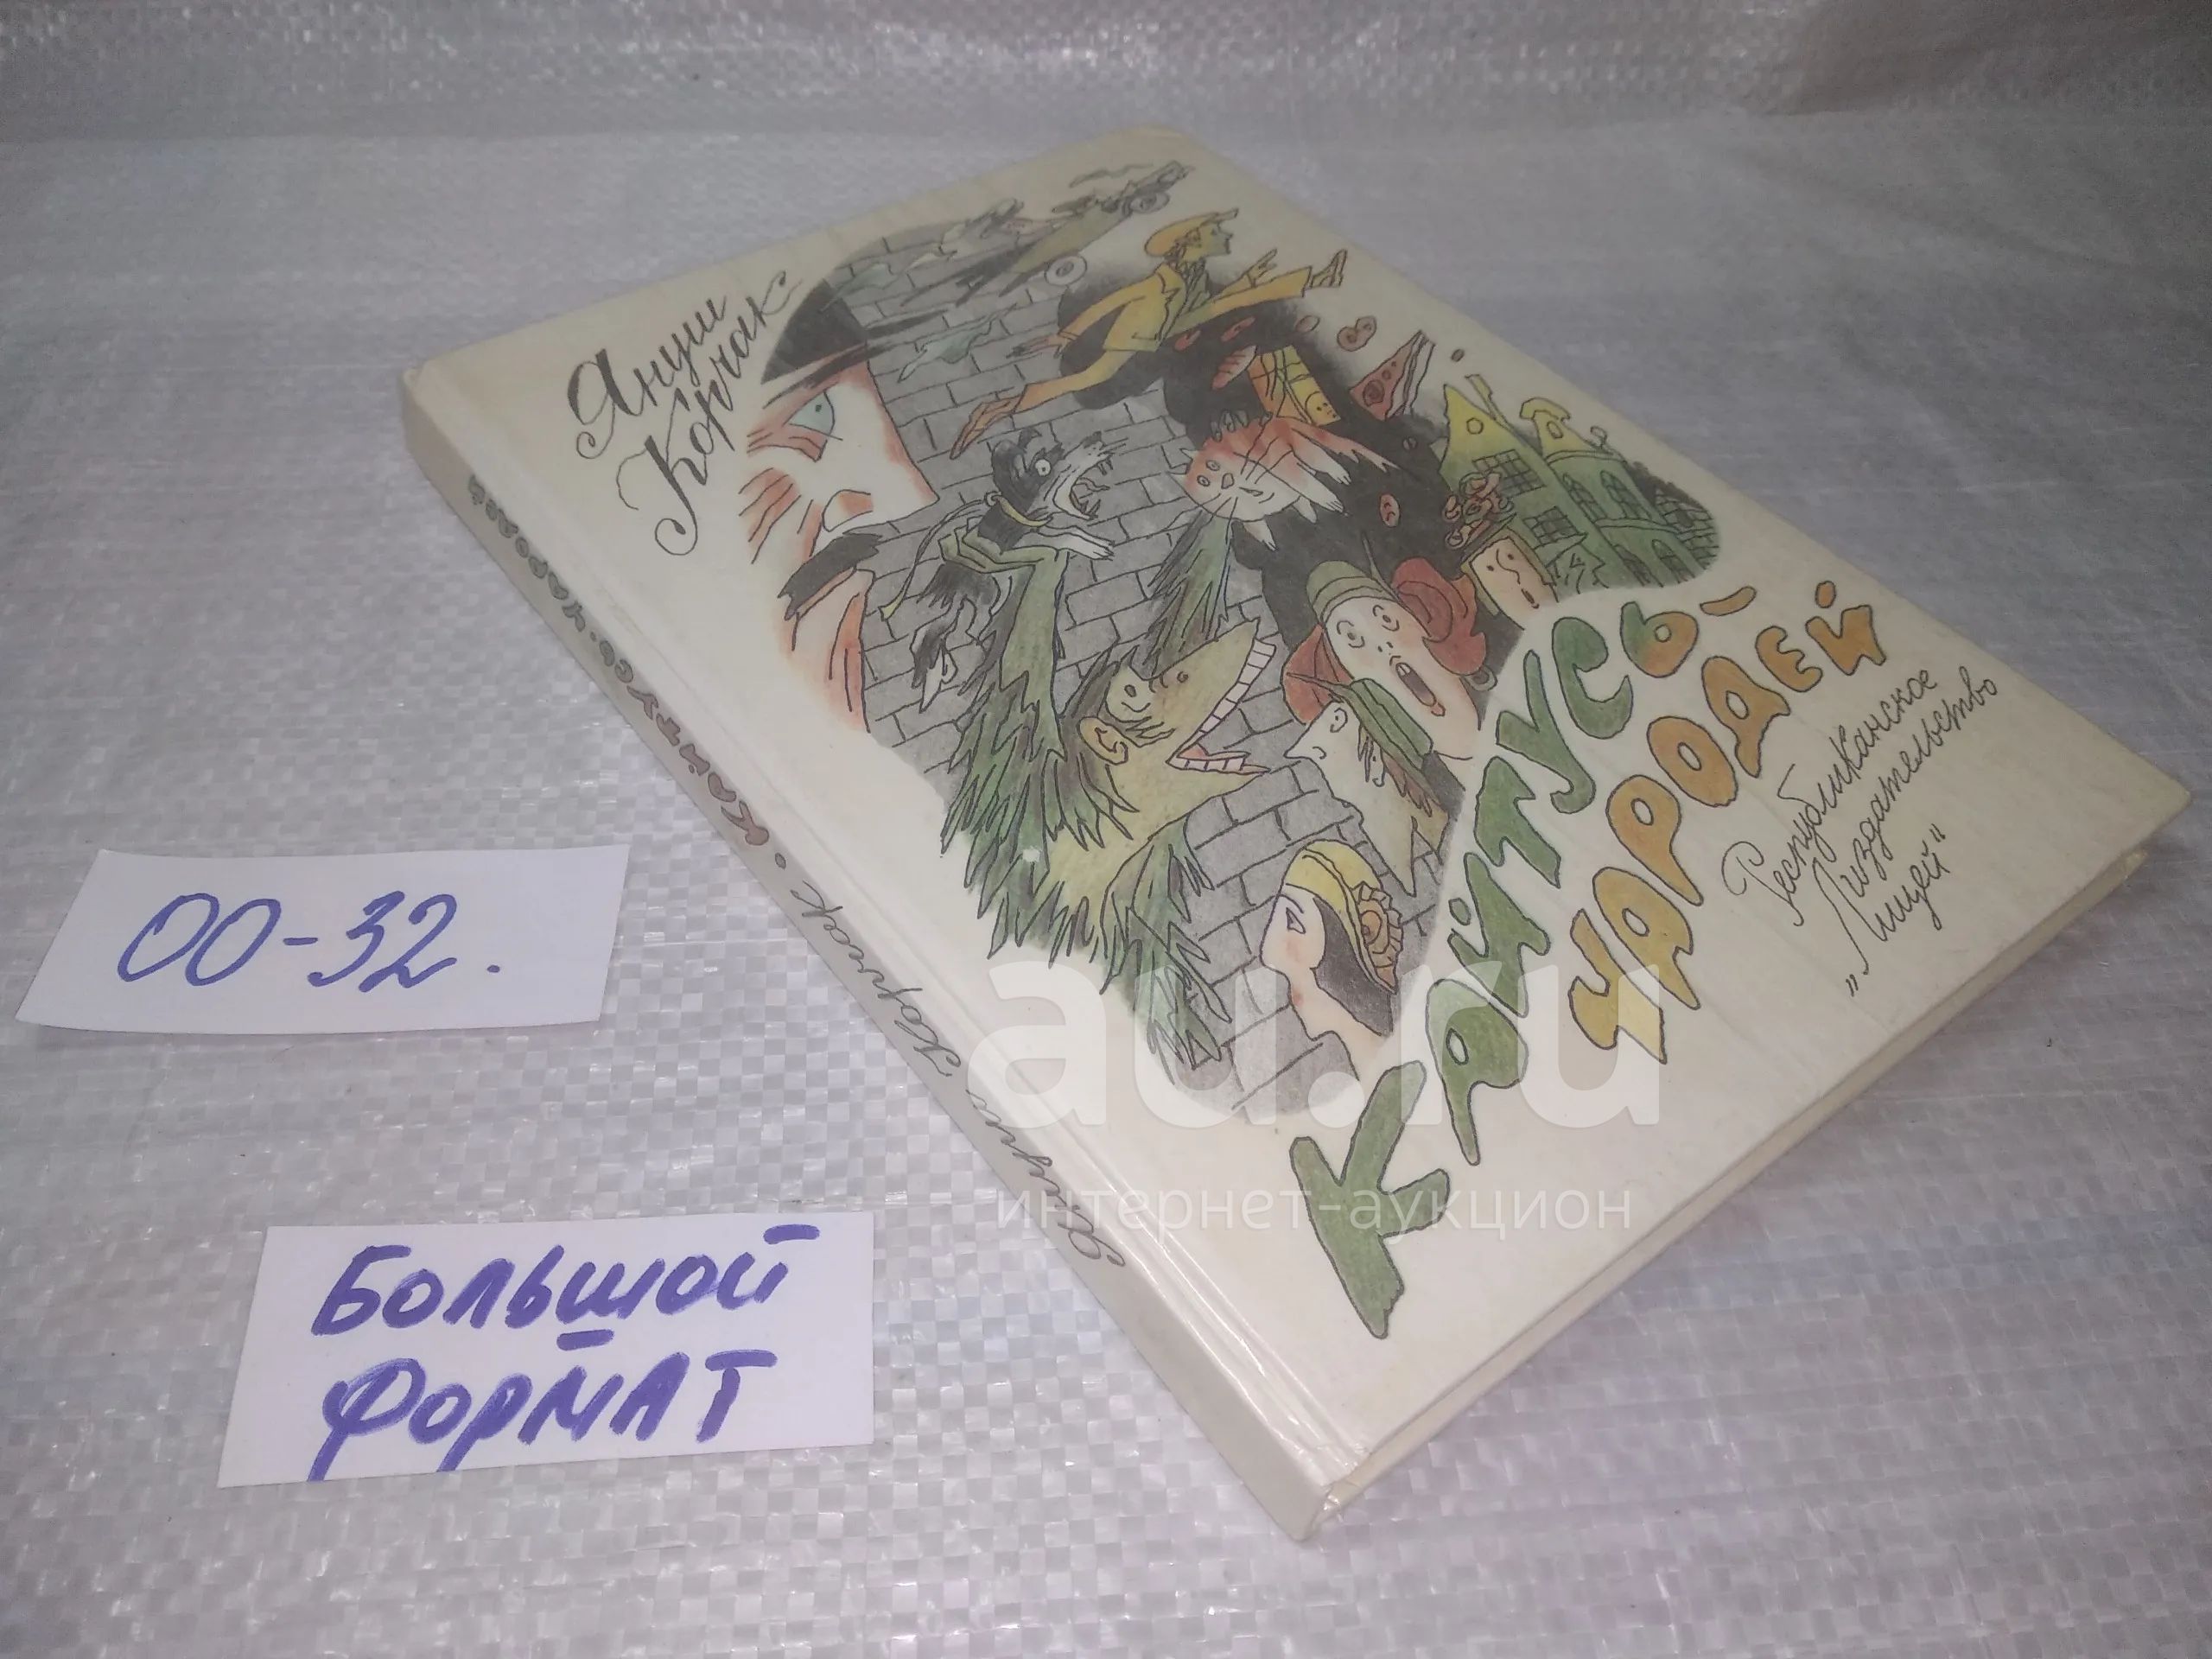 Януш
Корчак
Кайтусь-
чародей
Республиканское
Издательство
„Лицей"
Януш Корчак • Кайтусь-чародей
00-32.
БОЛЬШОЙ
ФОРМАТ
au.ru
интернет-аукцион